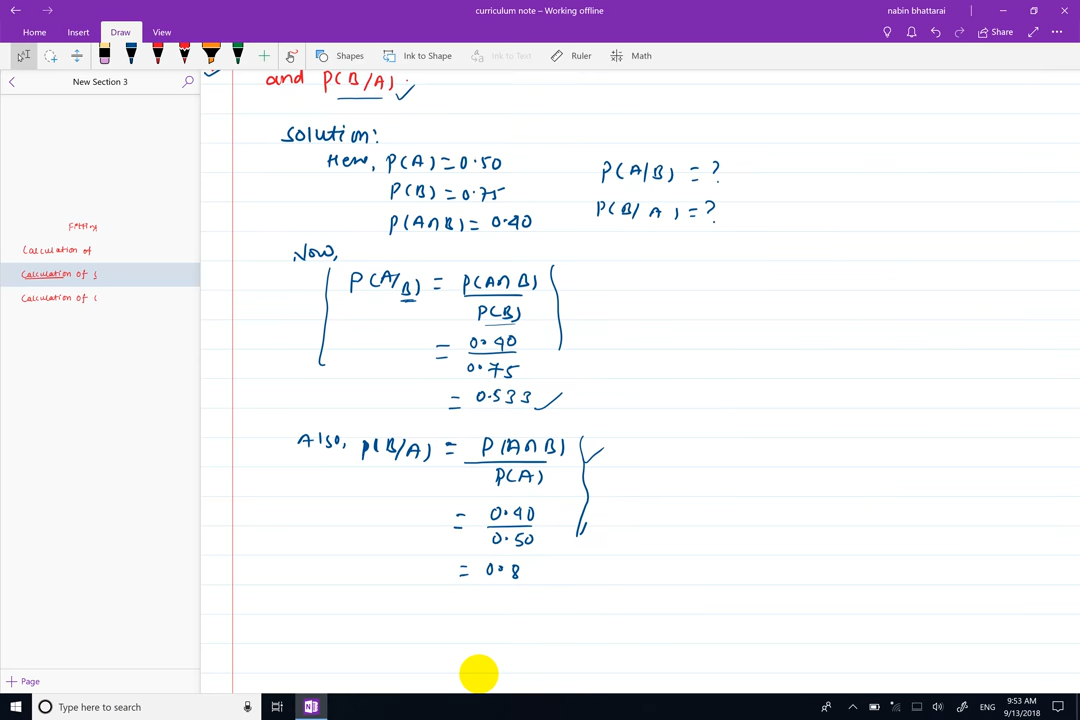 curriculum note – Working offline
nabin bhattarai
Home Insert Draw View
Share
Shapes Ink to Shape Ink to Text Ruler Math
New Section 3
and P(B/A).
Solution:
Here, P(A) = 0.50
P(B) = 0.75
P(A∩B) = 0.40
P(A/B) = ?
P(B/A) = ?
Now,
P(A/B) = P(A∩B)
P(B)
= 0.40
0.75
= 0.533
Also, P(B/A) = P(A∩B)
P(A)
= 0.40
0.50
= 0.8
Calculation of
Calculation of
Calculation of
+ Page
Type here to search
ENG
9:53 AM
9/13/2018